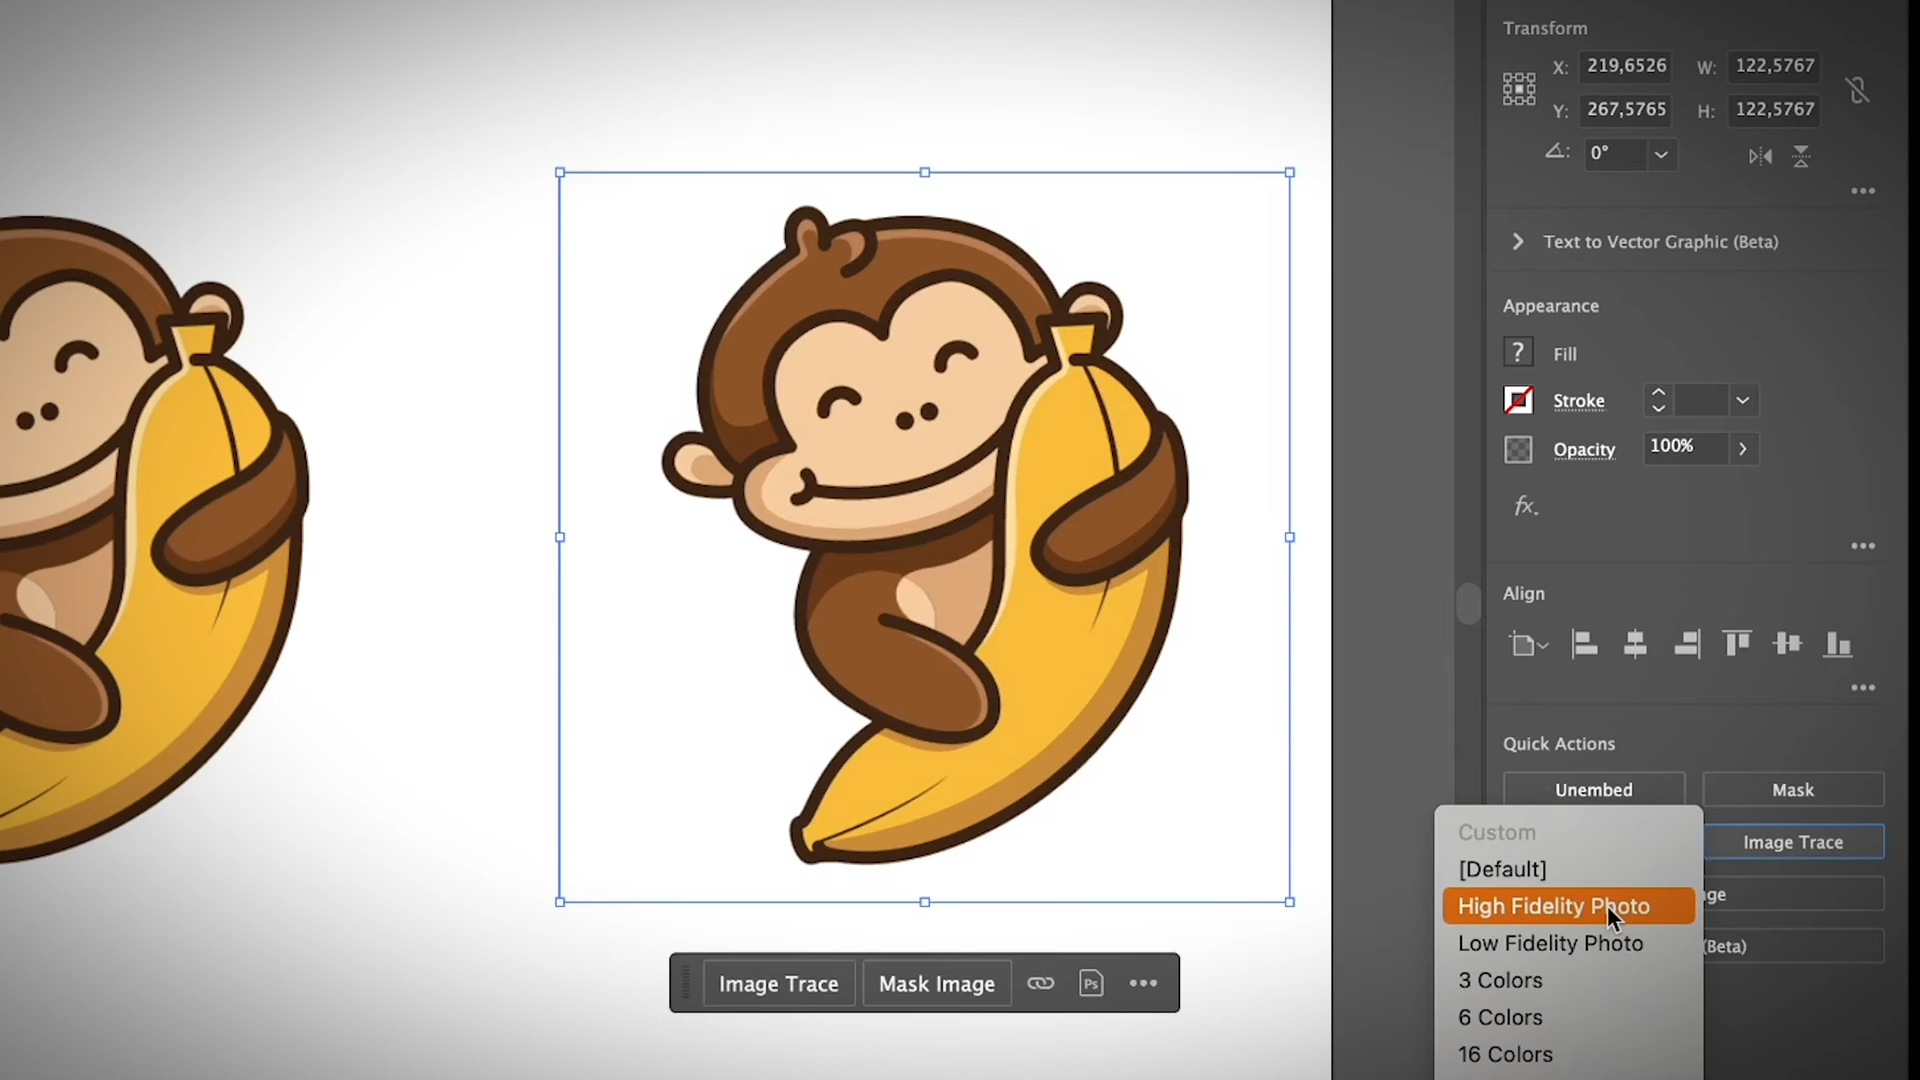 Transform
X: 219,6526 W: 122,5767
Y: 267,5765 H: 122,5767
0°
Text to Vector Graphic (Beta)
Appearance
? Fill
Stroke
Opacity 100%
fx.
Align
Quick Actions
Unembed Mask
Custom
Image Trace
[Default]
High Fidelity Photo
ge
Low Fidelity Photo
(Beta)
3 Colors
6 Colors
16 Colors
Image Trace Mask Image Ps